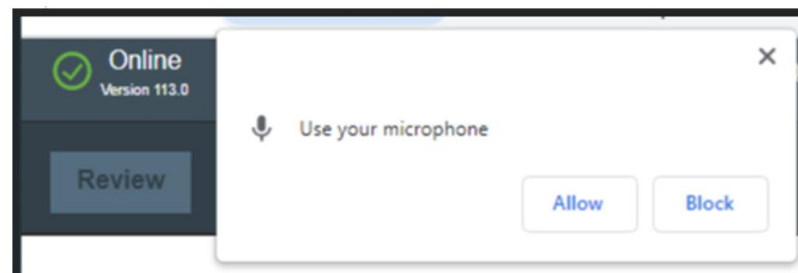 Online
Version 113.0
Use your microphone
Review
Allow Block